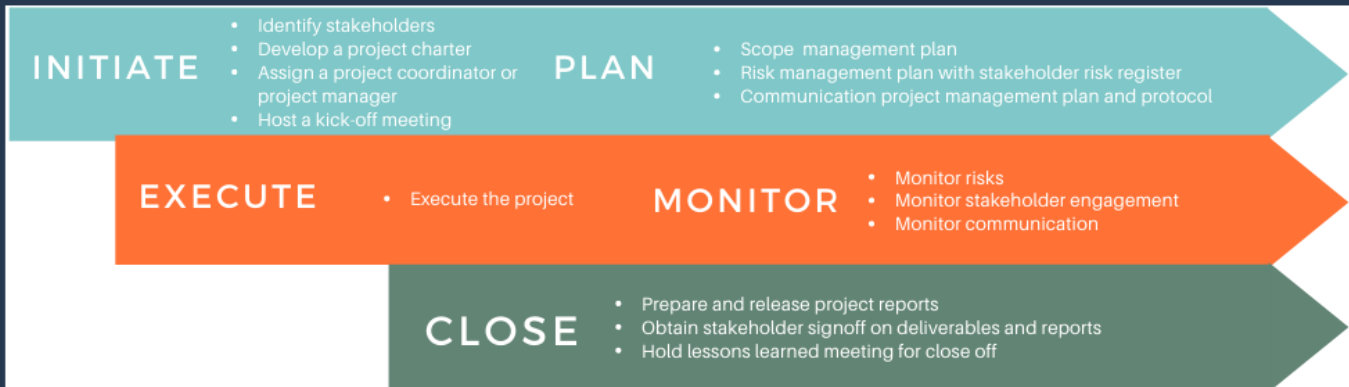 INITIATE
• Identify stakeholders
• Develop a project charter
• Assign a project coordinator or
project manager
• Host a kick-off meeting
PLAN
• Scope management plan
• Risk management plan with stakeholder risk register
• Communication project management plan and protocol
EXECUTE
• Execute the project
MONITOR
• Monitor risks
• Monitor stakeholder engagement
• Monitor communication
CLOSE
• Prepare and release project reports
• Obtain stakeholder signoff on deliverables and reports
• Hold lessons learned meeting for close off